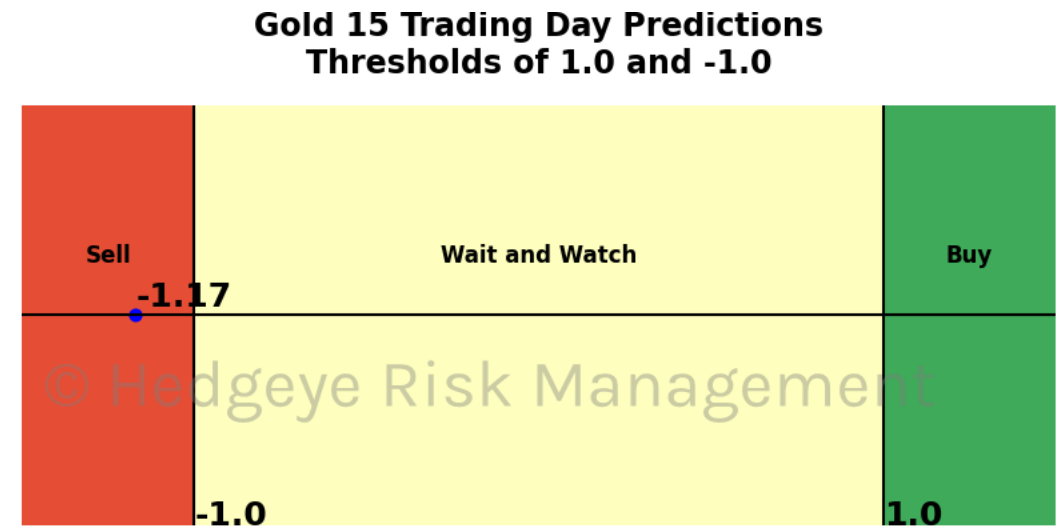 Gold 15 Trading Day Predictions
Thresholds of 1.0 and -1.0
Sell
Wait and Watch
Buy
-1.17
© Hedgeye Risk Management
-1.0
1.0